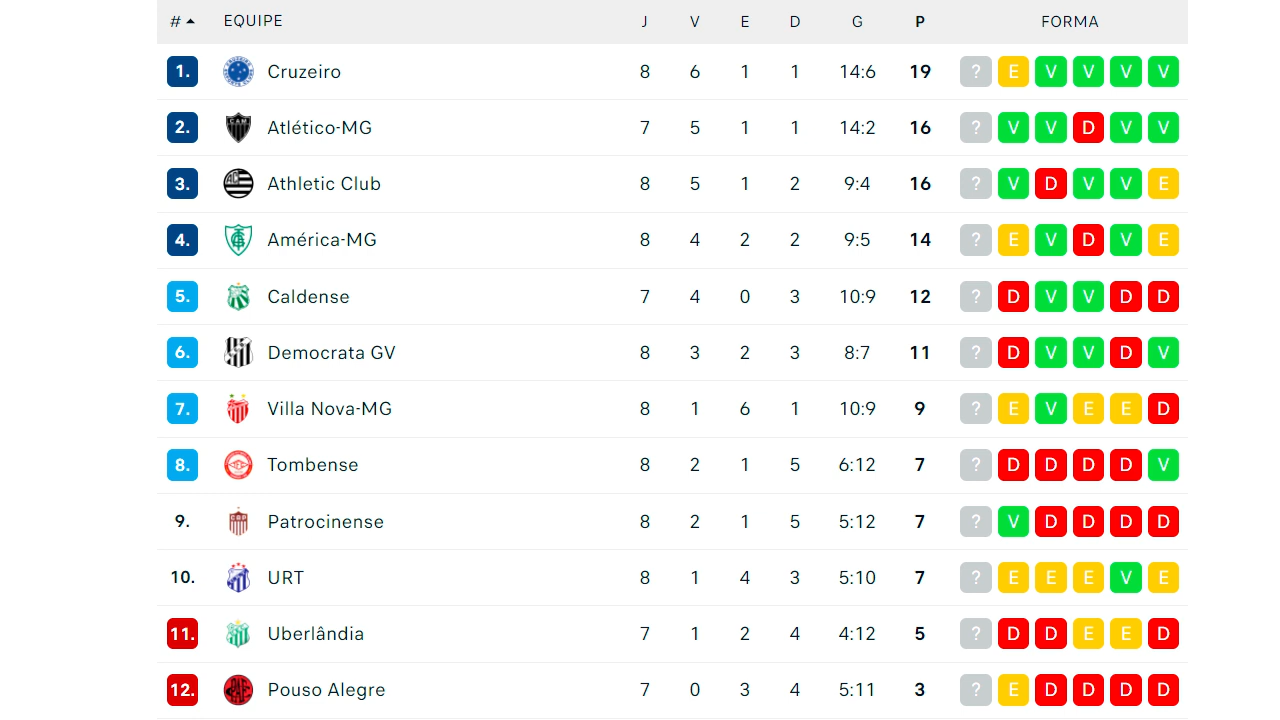 # EQUIPE J V E D G P FORMA
1. Cruzeiro 8 6 1 1 14:6 19 ? E V V V V
2. Atlético-MG 7 5 1 1 14:2 16 ? V V D V V
3. Athletic Club 8 5 1 2 9:4 16 ? V D V V E
4. América-MG 8 4 2 2 9:5 14 ? E V D V E
5. Caldense 7 4 0 3 10:9 12 ? D V V D D
6. Democrata GV 8 3 2 3 8:7 11 ? D V V D V
7. Villa Nova-MG 8 1 6 1 10:9 9 ? E V E E D
8. Tombense 8 2 1 5 6:12 7 ? D D D D V
9. Patrocinense 8 2 1 5 5:12 7 ? V D D D D
10. URT 8 1 4 3 5:10 7 ? E E E V E
11. Uberlândia 7 1 2 4 4:12 5 ? D D E E D
12. Pouso Alegre 7 0 3 4 5:11 3 ? E D D D D